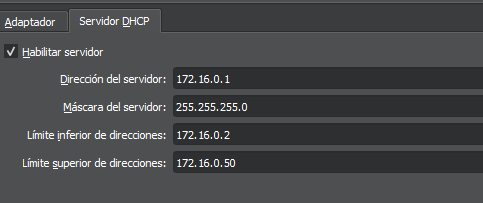 Adaptador
Servidor DHCP
Habilitar servidor
Dirección del servidor: 172.16.0.1
Máscara del servidor: 255.255.255.0
Límite inferior de direcciones: 172.16.0.2
Límite superior de direcciones: 172.16.0.50